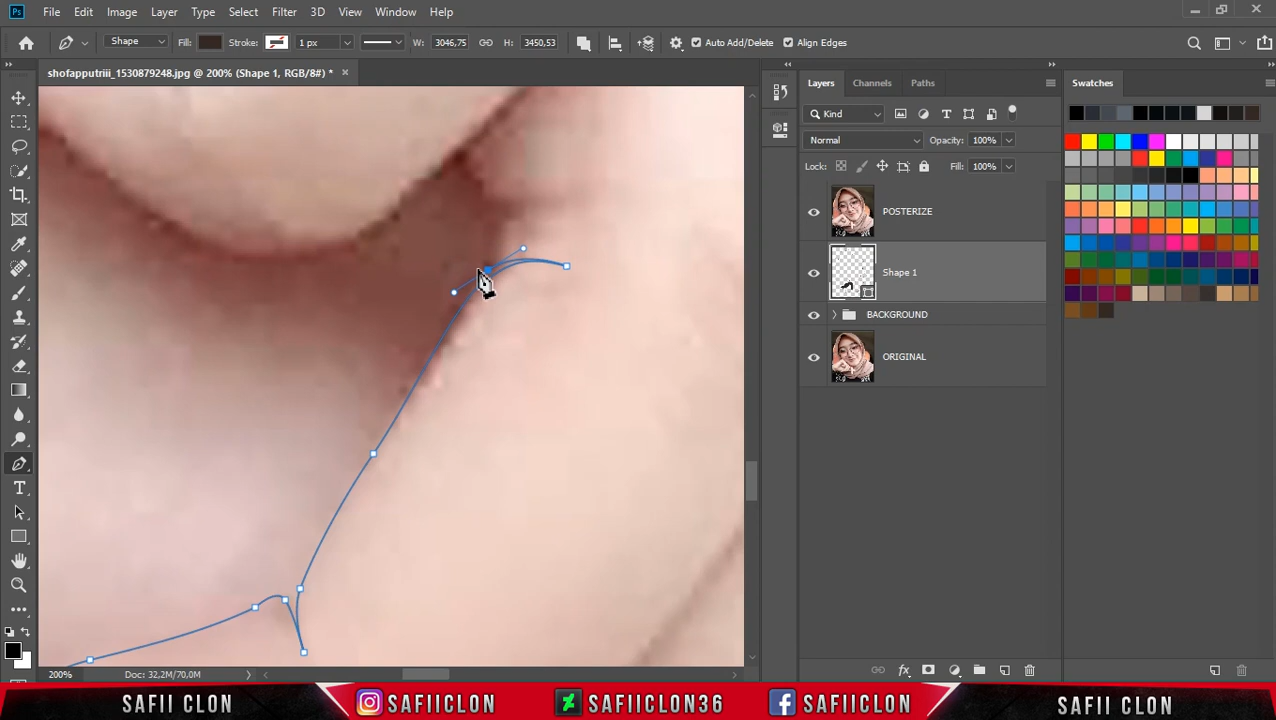 Ps File Edit Image Layer Type Select Filter 3D View Window Help
Shape Fill: Stroke: 1 px W: 3046,75 H: 3450,53 Auto Add/Delete Align Edges
shofapputriii_1530879248.jpg @ 200% (Shape 1, RGB/8#) * ×
Layers Channels Paths
Swatches
Kind
Normal Opacity: 100%
Lock: Fill: 100%
POSTERIZE
Shape 1
BACKGROUND
ORIGINAL
200% Doc: 32,2M/70,0M
SAFII CLON SAFIICLON SAFIICLON36 SAFIICLON SAFII CLON